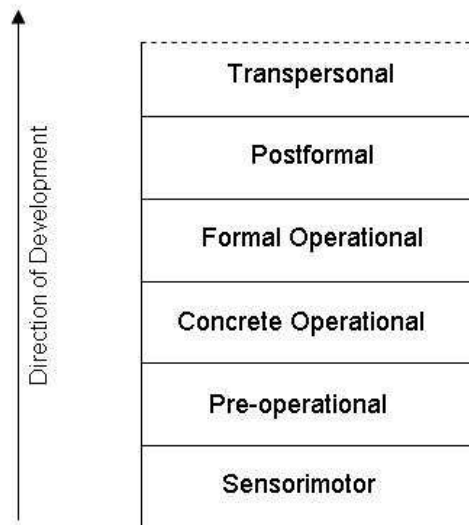 Direction of Development
Transpersonal
Postformal
Formal Operational
Concrete Operational
Pre-operational
Sensorimotor